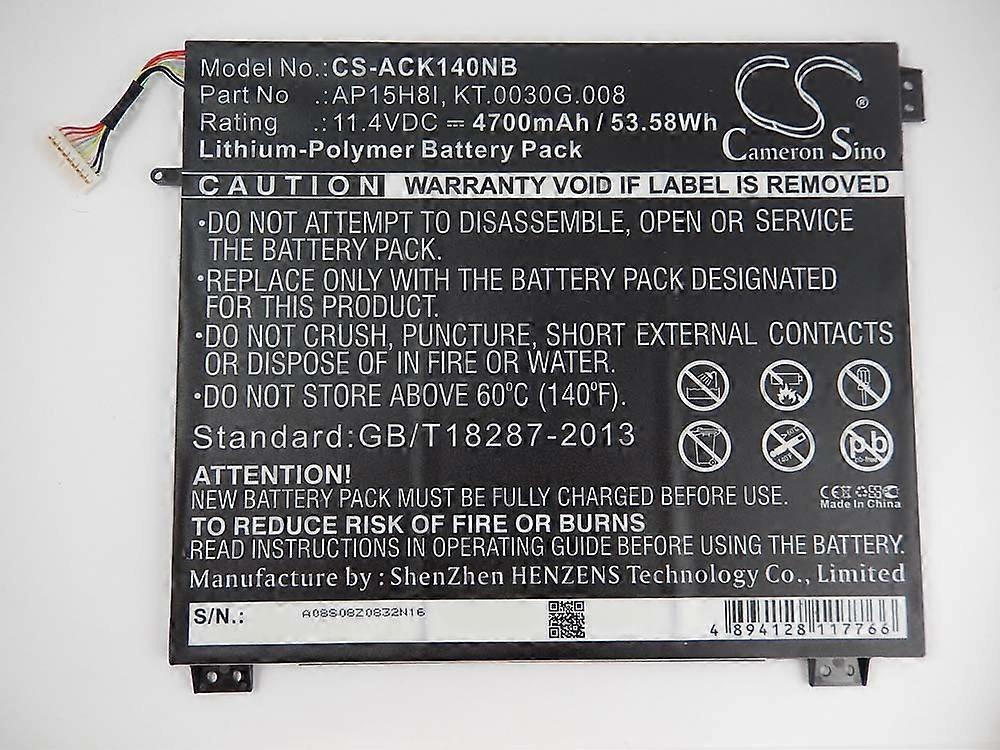 Model No.:CS-ACK140NB
Part No .:AP15H8I, KT.0030G.008
Rating .:11.4VDC ⎓ 4700mAh / 53.58Wh
Lithium-Polymer Battery Pack
CS®
Cameron Sino
CAUTION WARRANTY VOID IF LABEL IS REMOVED
·DO NOT ATTEMPT TO DISASSEMBLE, OPEN OR SERVICE
THE BATTERY PACK.
·REPLACE ONLY WITH THE BATTERY PACK DESIGNATED
FOR THIS PRODUCT.
·DO NOT CRUSH, PUNCTURE, SHORT EXTERNAL CONTACTS
OR DISPOSE OF IN FIRE OR WATER.
·DO NOT STORE ABOVE 60°C (140°F).
Standard:GB/T18287-2013
pb
ATTENTION!
NEW BATTERY PACK MUST BE FULLY CHARGED BEFORE USE.
CE
Made In China
TO REDUCE RISK OF FIRE OR BURNS
READ INSTRUCTIONS IN OPERATING GUIDE BEFORE USING THE BATTERY.
Manufacture by : ShenZhen HENZENS Technology Co., Limited
S/N.: A08S08Z0832N16
4 894128 117766